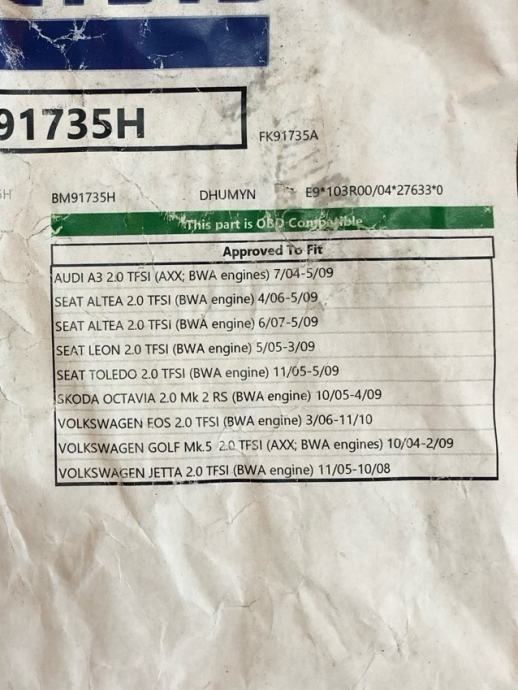 91735H
FK91735A
BM91735H DHUMYN E9*103R00/04*27633*0
This part is OBD Compatible
Approved To Fit
AUDI A3 2.0 TFSI (AXX; BWA engines) 7/04-5/09
SEAT ALTEA 2.0 TFSI (BWA engine) 4/06-5/09
SEAT ALTEA 2.0 TFSI (BWA engine) 6/07-5/09
SEAT LEON 2.0 TFSI (BWA engine) 5/05-3/09
SEAT TOLEDO 2.0 TFSI (BWA engine) 11/05-5/09
SKODA OCTAVIA 2.0 Mk 2 RS (BWA engine) 10/05-4/09
VOLKSWAGEN EOS 2.0 TFSI (BWA engine) 3/06-11/10
VOLKSWAGEN GOLF Mk.5 2.0 TFSI (AXX; BWA engines) 10/04-2/09
VOLKSWAGEN JETTA 2.0 TFSI (BWA engine) 11/05-10/08